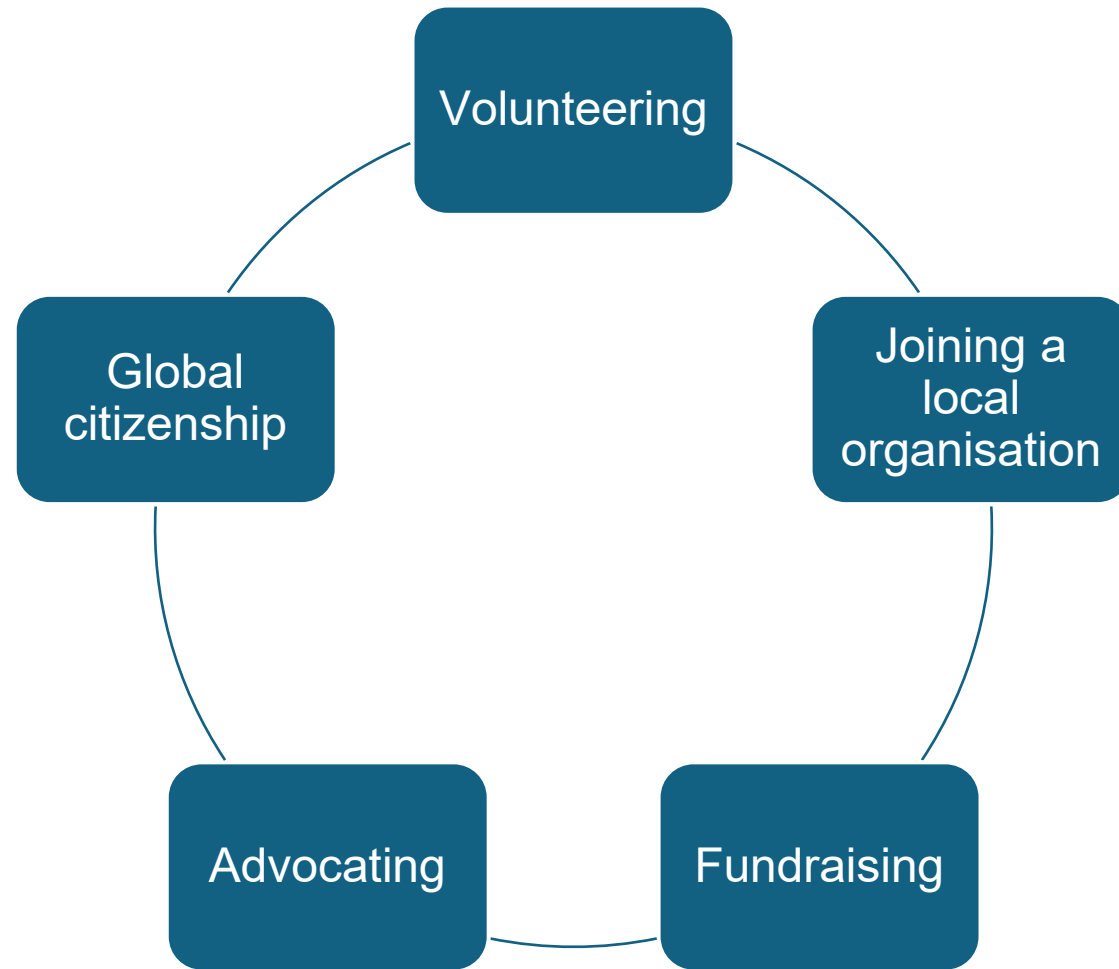 Volunteering
Joining a
local
organisation
Fundraising
Advocating
Global
citizenship